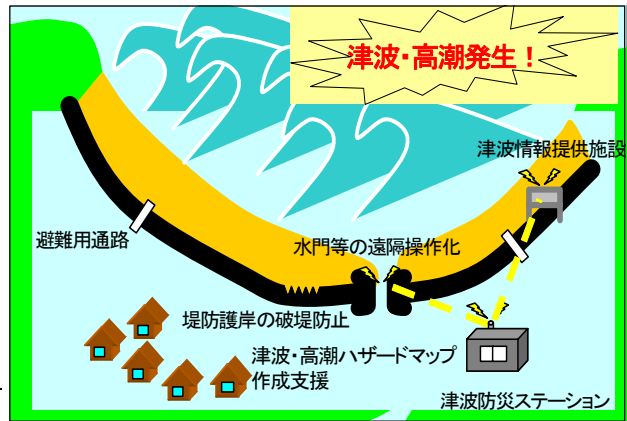 津波・高潮発生！
津波情報提供施設
避難用通路
水門等の遠隔操作化
堤防護岸の破堤防止
津波・高潮ハザードマップ
作成支援
津波防災ステーション